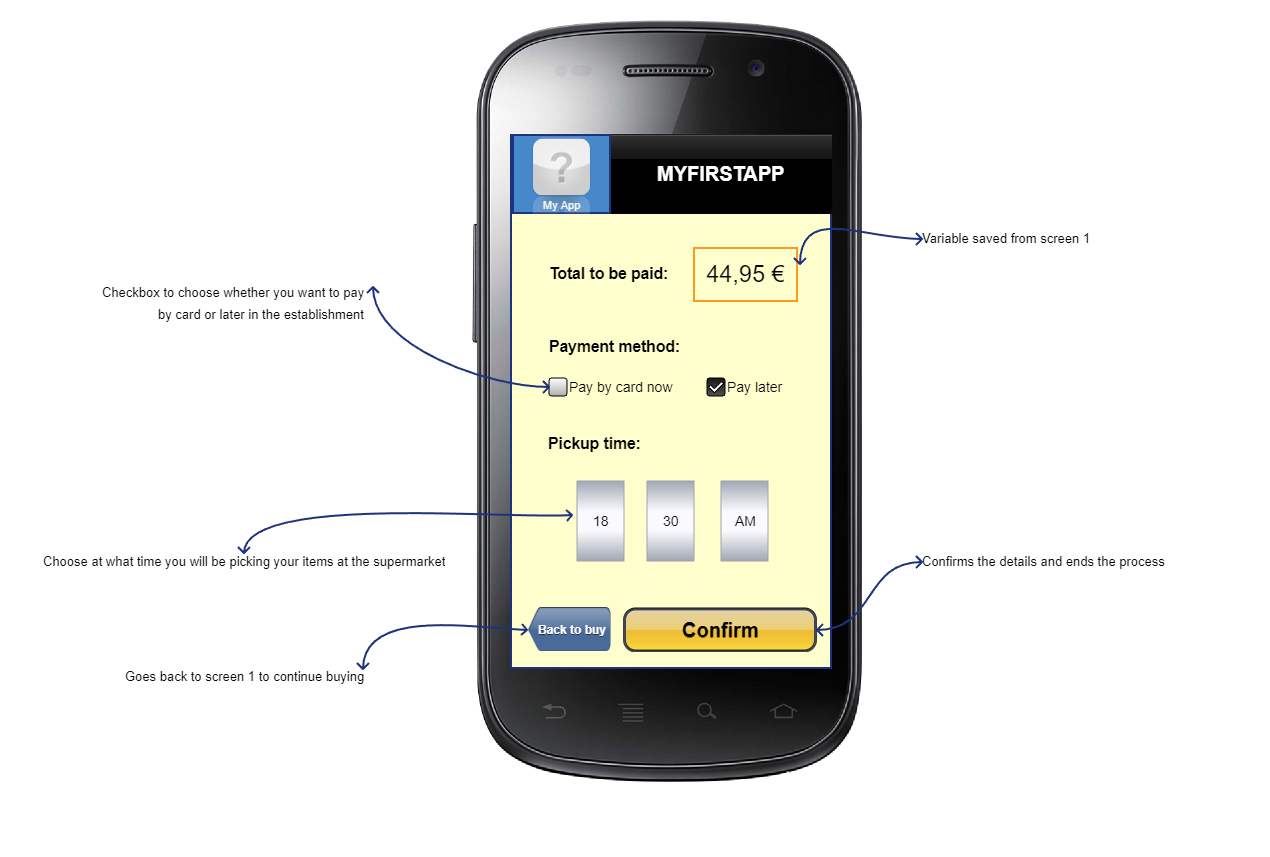 ?
My App
MYFIRSTAPP
Variable saved from screen 1
Total to be paid:
44,95 €
Checkbox to choose whether you want to pay
by card or later in the establishment
Payment method:
Pay by card now
Pay later
Pickup time:
18
30
AM
Choose at what time you will be picking your items at the supermarket
Confirms the details and ends the process
Back to buy
Confirm
Goes back to screen 1 to continue buying